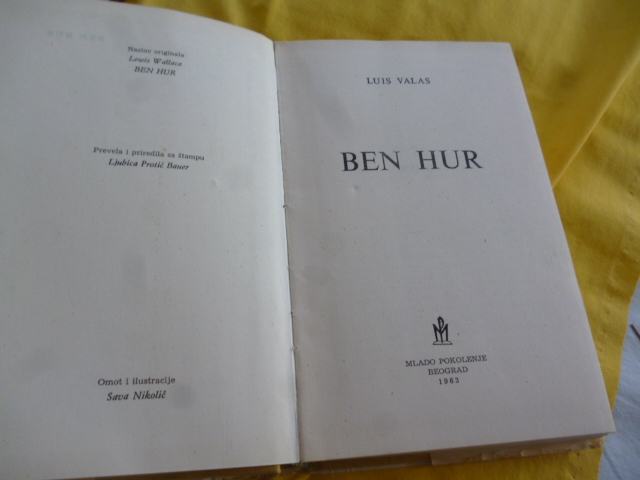 Naslov originala
Lewis Wallace
BEN HUR
Prevela i priredila za štampu
Ljubica Protić Bauer
Omot i ilustracije
Sava Nikolić
LUIS VALAS
BEN HUR
MLADO POKOLENJE
BEOGRAD
1963